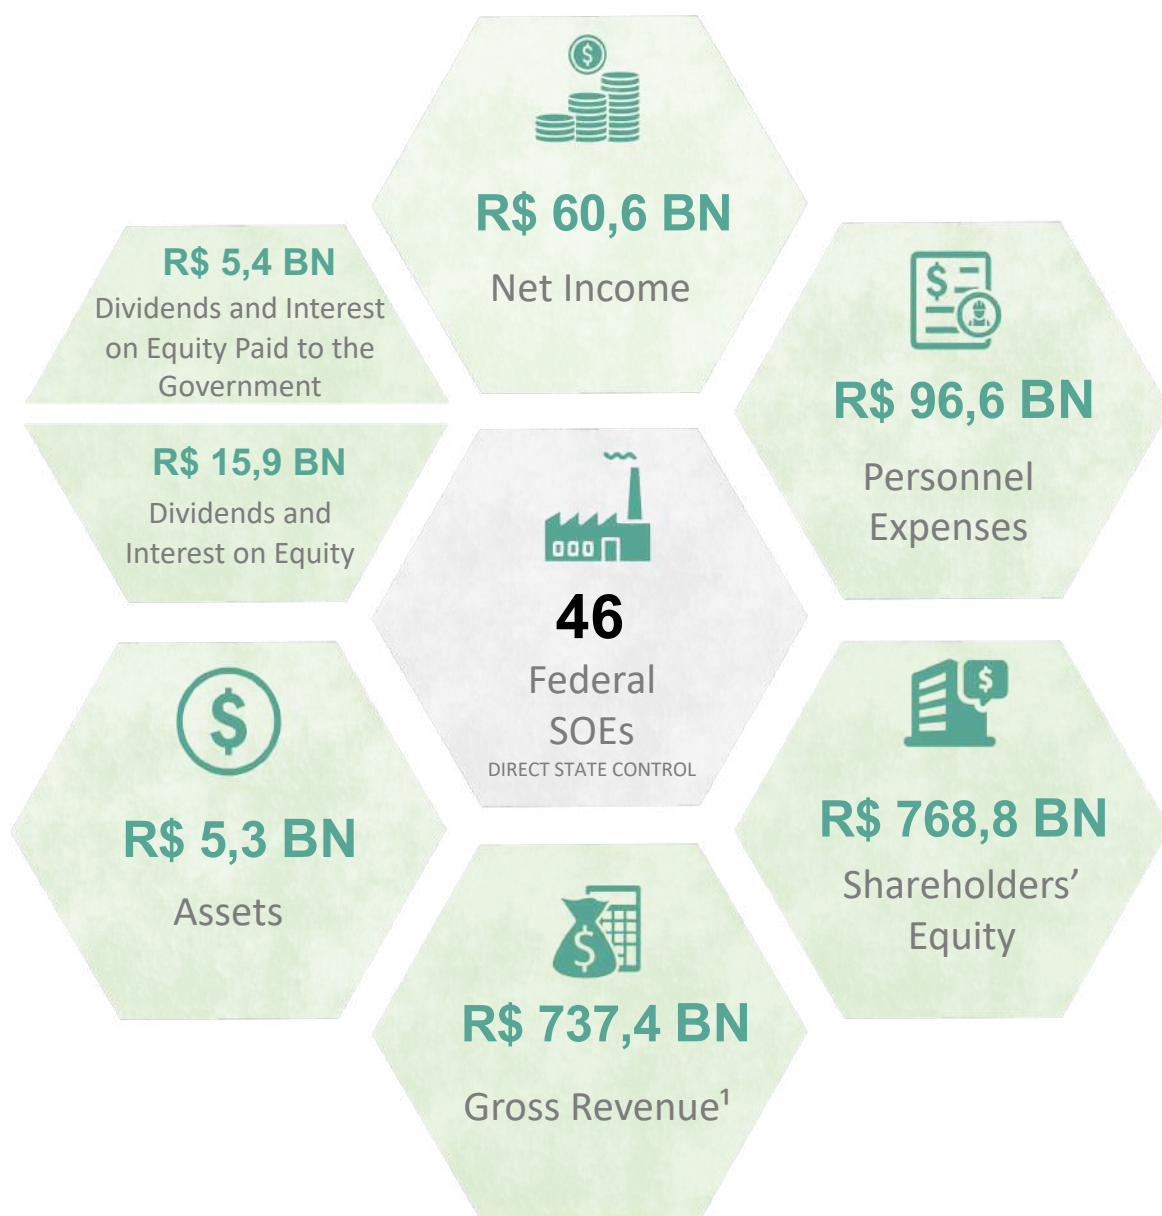 R$ 60,6 BN
Net Income
R$ 5,4 BN
Dividends and Interest
on Equity Paid to the
Government
R$ 15,9 BN
Dividends and
Interest on Equity
R$ 96,6 BN
Personnel
Expenses
46
Federal
SOEs
DIRECT STATE CONTROL
R$ 5,3 BN
Assets
R$ 768,8 BN
Shareholders’
Equity
R$ 737,4 BN
Gross Revenue¹